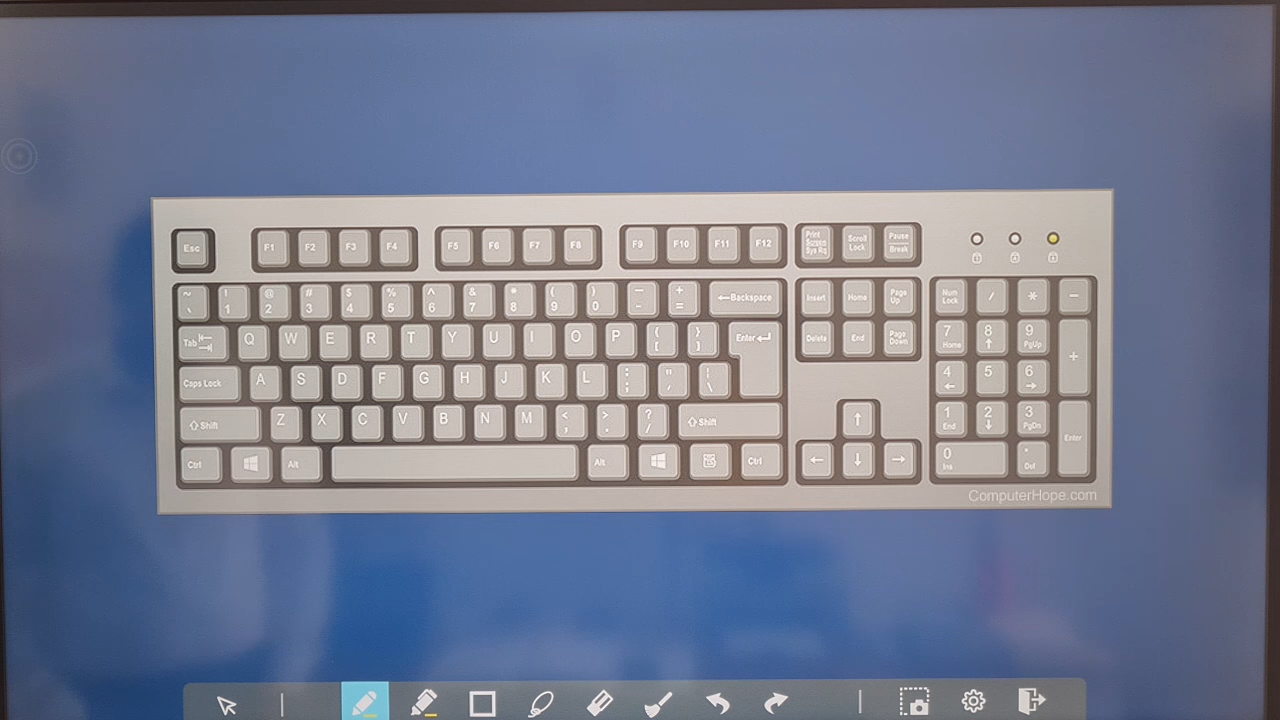 Esc F1 F2 F3 F4 F5 F6 F7 F8 F9 F10 F11 F12 Print Screen Sys Rq Scroll Lock Pause Break
~ ` ! 1 @ 2 # 3 $ 4 % 5 ^ 6 & 7 * 8 ( 9 ) 0 — - + = ←Backspace Insert Home Page Up Num Lock / * −
Tab Q W E R T Y U I O P { [ } ] Enter Delete End Page Down 7 Home 8 ↑ 9 PgUp +
Caps Lock A S D F G H J K L : ; " ' | \ 4 ← 5 6 →
Shift Z X C V B N M < , > . ? / Shift ↑ 1 End 2 ↓ 3 PgDn Enter
Ctrl Alt Alt Ctrl ← ↓ → 0 Ins . Del
ComputerHope.com